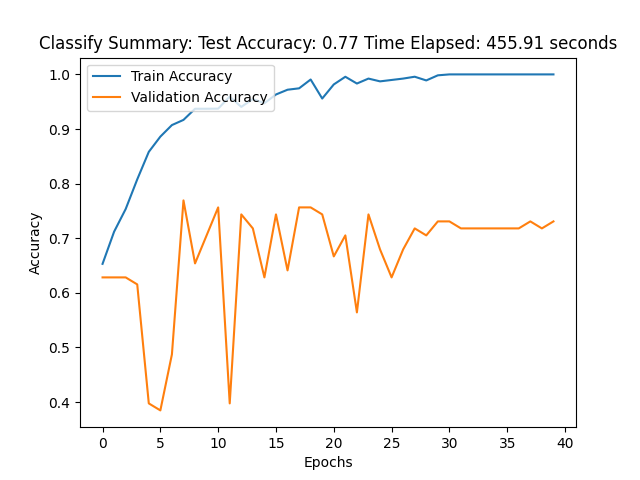 Classify Summary: Test Accuracy: 0.77 Time Elapsed: 455.91 seconds
Train Accuracy
Validation Accuracy
1.0
0.9
0.8
0.7
0.6
0.5
0.4
Accuracy
0 5 10 15 20 25 30 35 40
Epochs